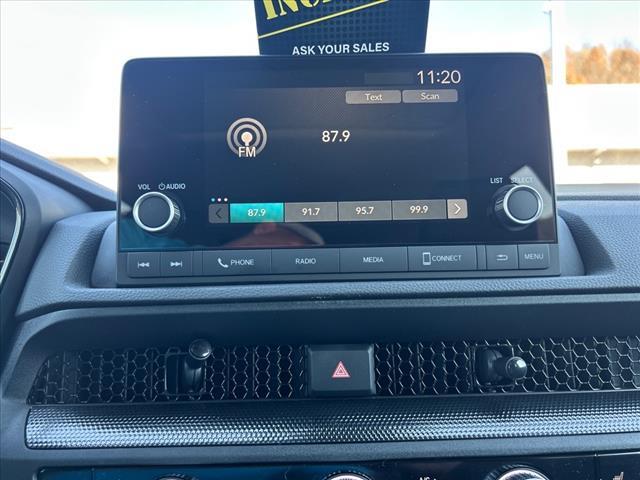 ASK YOUR SALES
11:20
Text Scan
FM 87.9
VOL AUDIO
LIST SELECT
87.9 91.7 95.7 99.9
PHONE RADIO MEDIA CONNECT MENU